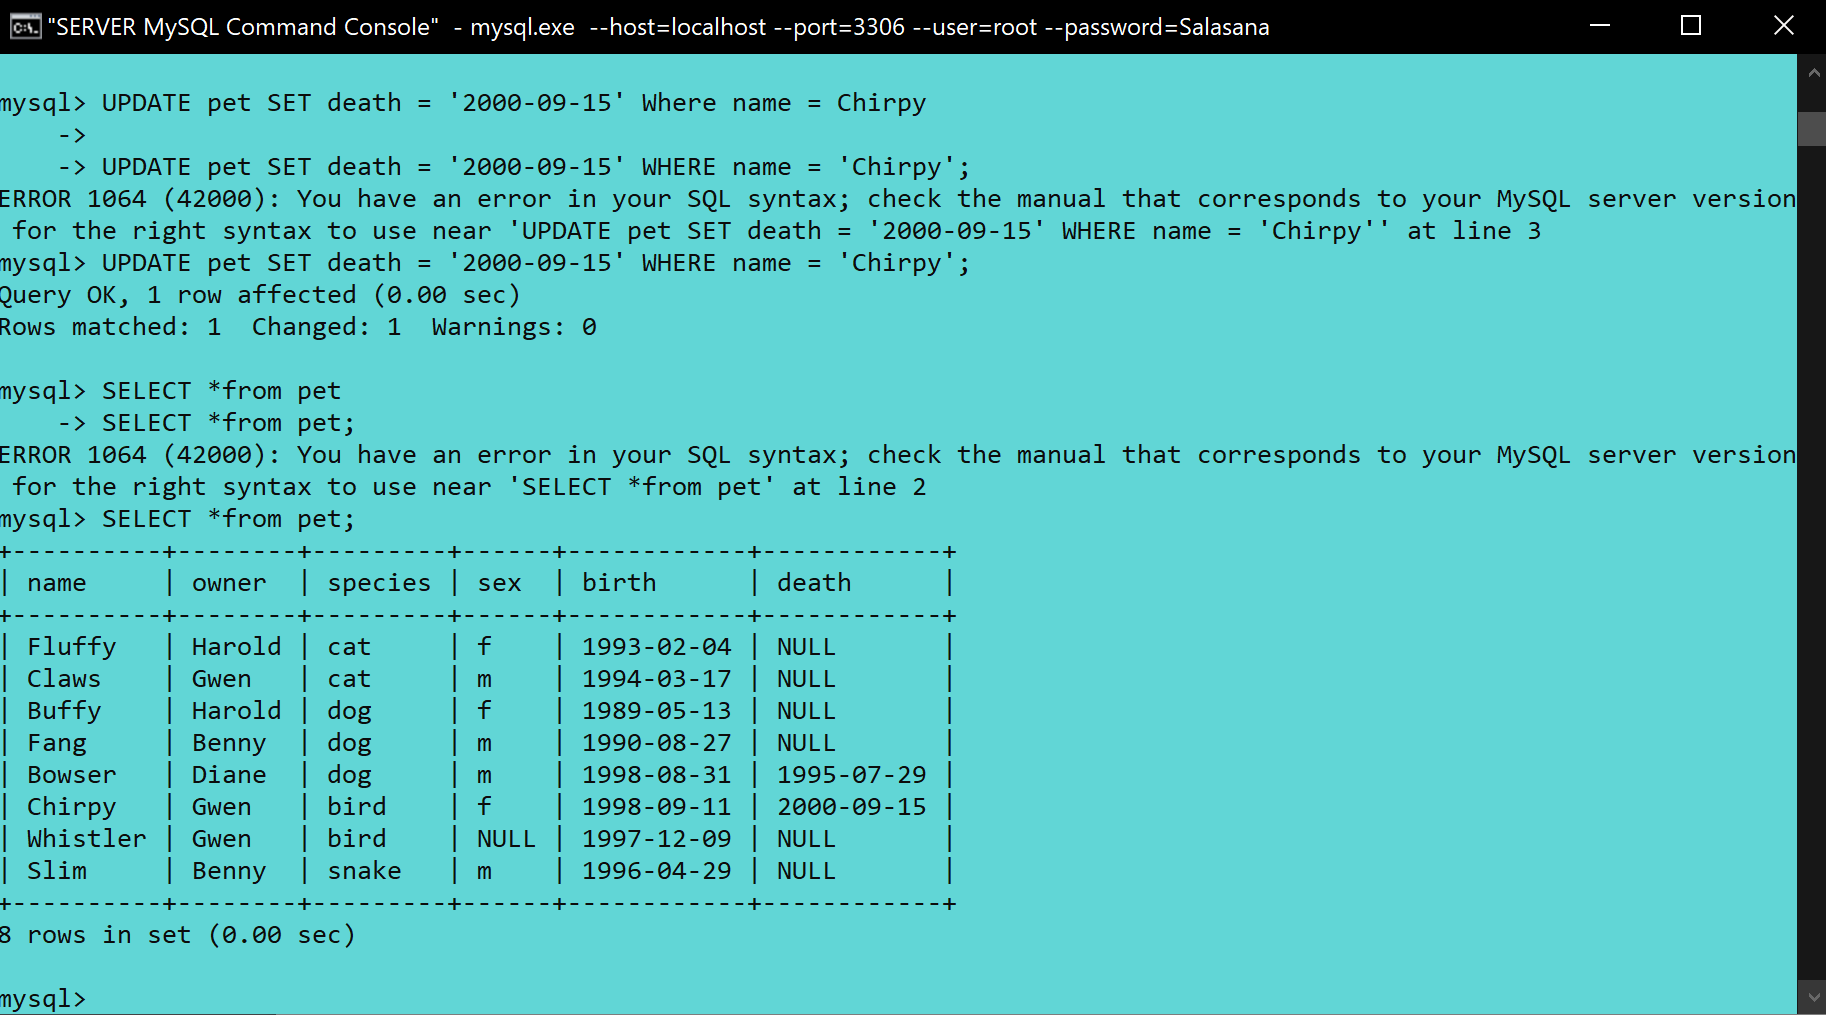 "SERVER MySQL Command Console" - mysql.exe --host=localhost --port=3306 --user=root --password=Salasana
mysql> UPDATE pet SET death = '2000-09-15' Where name = Chirpy
    ->
    -> UPDATE pet SET death = '2000-09-15' WHERE name = 'Chirpy';
ERROR 1064 (42000): You have an error in your SQL syntax; check the manual that corresponds to your MySQL server version
 for the right syntax to use near 'UPDATE pet SET death = '2000-09-15' WHERE name = 'Chirpy'' at line 3
mysql> UPDATE pet SET death = '2000-09-15' WHERE name = 'Chirpy';
Query OK, 1 row affected (0.00 sec)
Rows matched: 1  Changed: 1  Warnings: 0
mysql> SELECT *from pet
    -> SELECT *from pet;
ERROR 1064 (42000): You have an error in your SQL syntax; check the manual that corresponds to your MySQL server version
 for the right syntax to use near 'SELECT *from pet' at line 2
mysql> SELECT *from pet;
+----------+--------+---------+------+------------+------------+
| name     | owner  | species | sex  | birth      | death      |
+----------+--------+---------+------+------------+------------+
| Fluffy   | Harold | cat     | f    | 1993-02-04 | NULL       |
| Claws    | Gwen   | cat     | m    | 1994-03-17 | NULL       |
| Buffy    | Harold | dog     | f    | 1989-05-13 | NULL       |
| Fang     | Benny  | dog     | m    | 1990-08-27 | NULL       |
| Bowser   | Diane  | dog     | m    | 1998-08-31 | 1995-07-29 |
| Chirpy   | Gwen   | bird    | f    | 1998-09-11 | 2000-09-15 |
| Whistler | Gwen   | bird    | NULL | 1997-12-09 | NULL       |
| Slim     | Benny  | snake   | m    | 1996-04-29 | NULL       |
+----------+--------+---------+------+------------+------------+
8 rows in set (0.00 sec)
mysql>